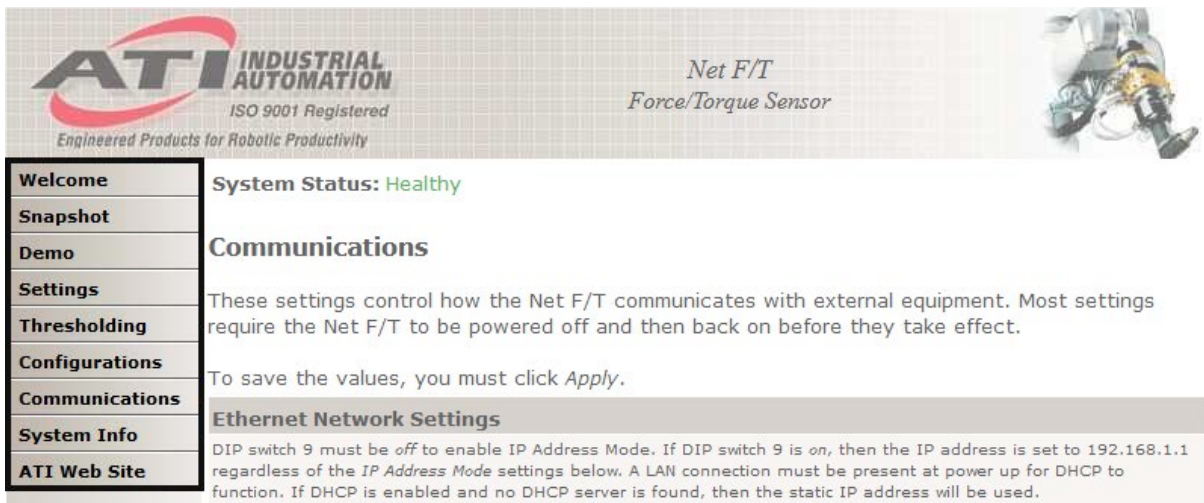 ATI INDUSTRIAL
AUTOMATION
ISO 9001 Registered
Engineered Products for Robotic Productivity
Net F/T
Force/Torque Sensor
Welcome
Snapshot
Demo
Settings
Thresholding
Configurations
Communications
System Info
ATI Web Site
System Status: Healthy
Communications
These settings control how the Net F/T communicates with external equipment. Most settings
require the Net F/T to be powered off and then back on before they take effect.
To save the values, you must click Apply.
Ethernet Network Settings
DIP switch 9 must be off to enable IP Address Mode. If DIP switch 9 is on, then the IP address is set to 192.168.1.1
regardless of the IP Address Mode settings below. A LAN connection must be present at power up for DHCP to
function. If DHCP is enabled and no DHCP server is found, then the static IP address will be used.